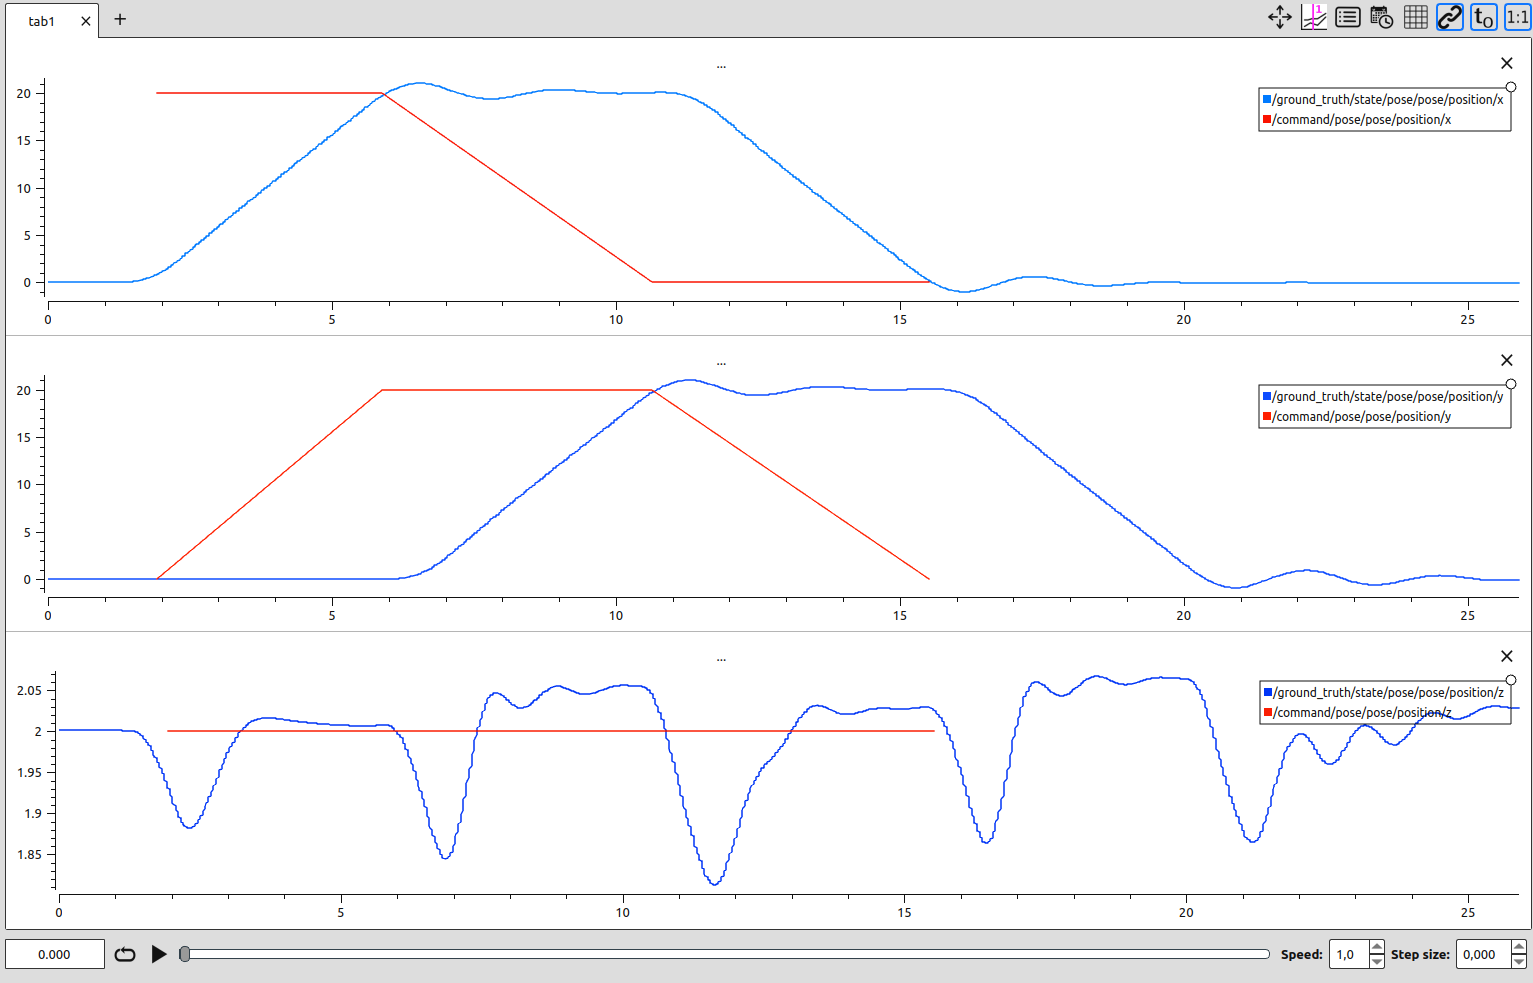 tab1
1
t0
1:1
...
/ground_truth/state/pose/pose/position/x
/command/pose/pose/position/x
20
15
10
5
0
0 5 10 15 20 25
...
/ground_truth/state/pose/pose/position/y
/command/pose/pose/position/y
20
15
10
5
0
0 5 10 15 20 25
...
/ground_truth/state/pose/pose/position/z
/command/pose/pose/position/z
2.05
2
1.95
1.9
1.85
0 5 10 15 20 25
0.000 Speed: 1,0 Step size: 0,000